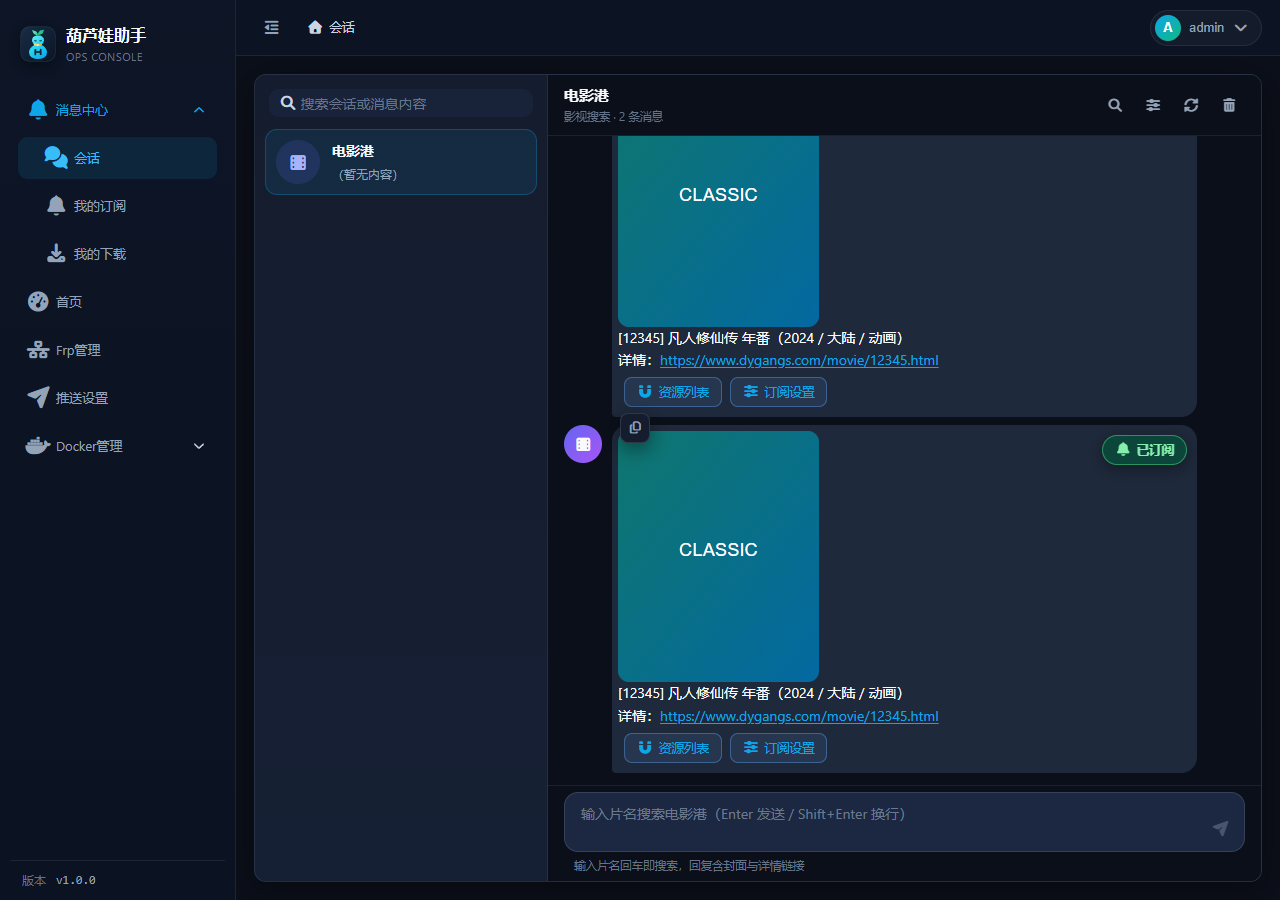 葫芦娃助手
OPS CONSOLE
消息中心
会话
我的订阅
我的下载
首页
Frp管理
推送设置
Docker管理
版本 v1.0.0
会话
A admin
搜索会话或消息内容
电影港
(暂无内容)
电影港
影视搜索 · 2 条消息
CLASSIC
[12345] 凡人修仙传 年番（2024 / 大陆 / 动画）
详情：https://www.dygangs.com/movie/12345.html
资源列表 订阅设置
已订阅
CLASSIC
[12345] 凡人修仙传 年番（2024 / 大陆 / 动画）
详情：https://www.dygangs.com/movie/12345.html
资源列表 订阅设置
输入片名搜索电影港（Enter 发送 / Shift+Enter 换行）
输入片名回车即搜索，回复含封面与详情链接